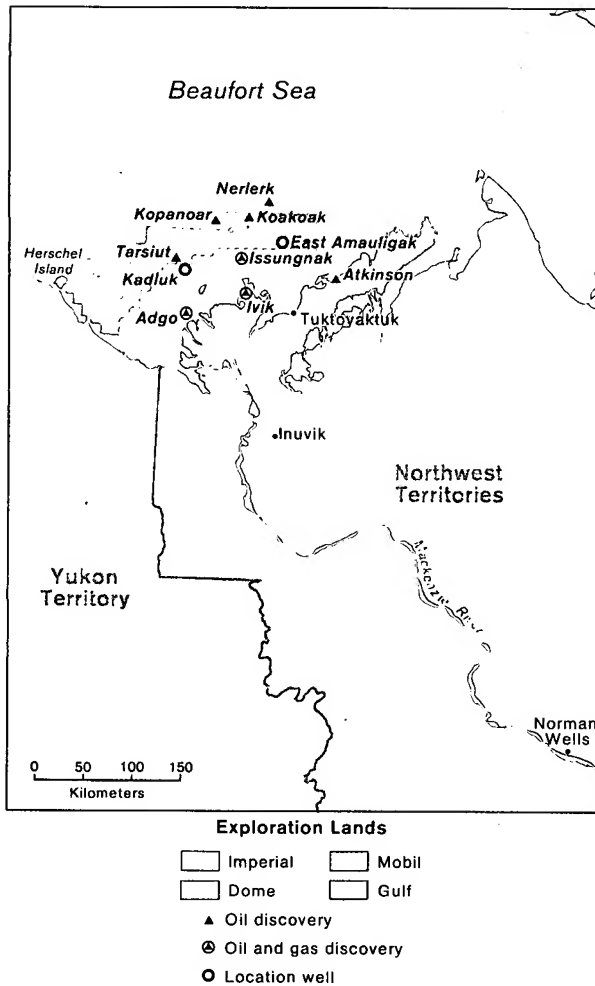 Beaufort Sea
Nerlerk
Kopanoar
Koakoak
East Amauligak
Herschel
Island
Tarsiut
Issungnak
Kadluk
Atkinson
Ivik
Adgo
Tuktoyaktuk
Inuvik
Northwest
Territories
Mackenzie River
Yukon
Territory
Norman
Wells
0 50 100 150
Kilometers
Exploration Lands
Imperial Mobil
Dome Gulf
Oil discovery
Oil and gas discovery
Location well